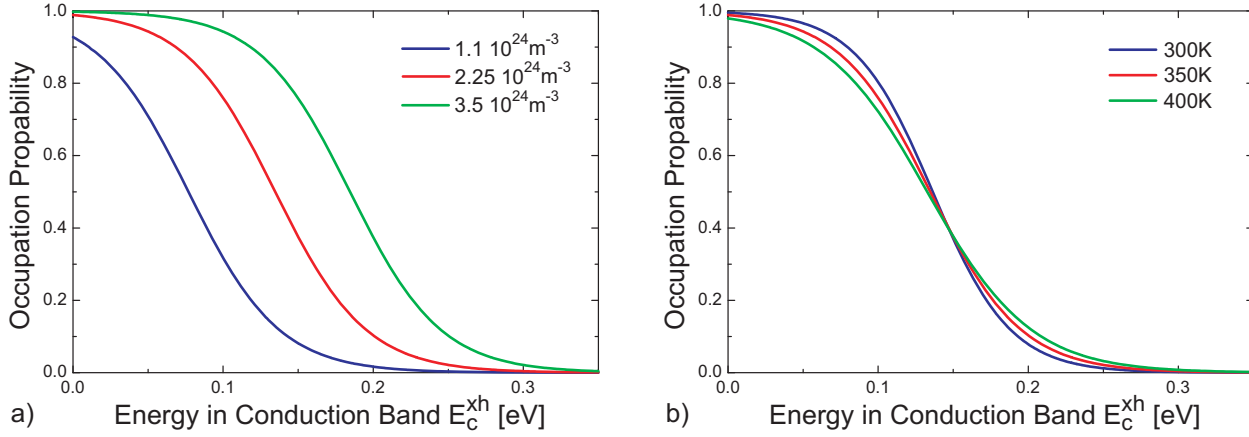 1.0
0.8
0.6
0.4
0.2
0.0
Occupation Propability
1.1 10^24 m^-3
2.25 10^24 m^-3
3.5 10^24 m^-3
0.0 0.1 0.2 0.3
a) Energy in Conduction Band E_c^xh [eV]
1.0
0.8
0.6
0.4
0.2
0.0
Occupation Propability
300K
350K
400K
0.0 0.1 0.2 0.3
b) Energy in Conduction Band E_c^xh [eV]